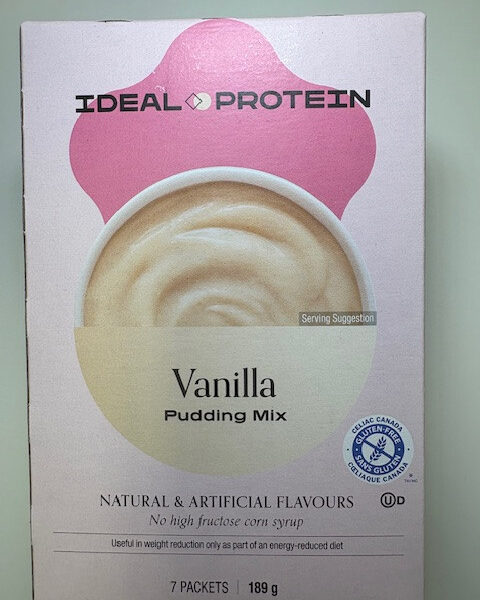 IDEAL PROTEIN
Serving Suggestion
Vanilla
Pudding Mix
CELIAC CANADA
GLUTEN-FREE
SANS GLUTEN
CŒLIAQUE CANADA
NATURAL & ARTIFICIAL FLAVOURS
U D
No high fructose corn syrup
Useful in weight reduction only as part of an energy-reduced diet
7 PACKETS | 189 g